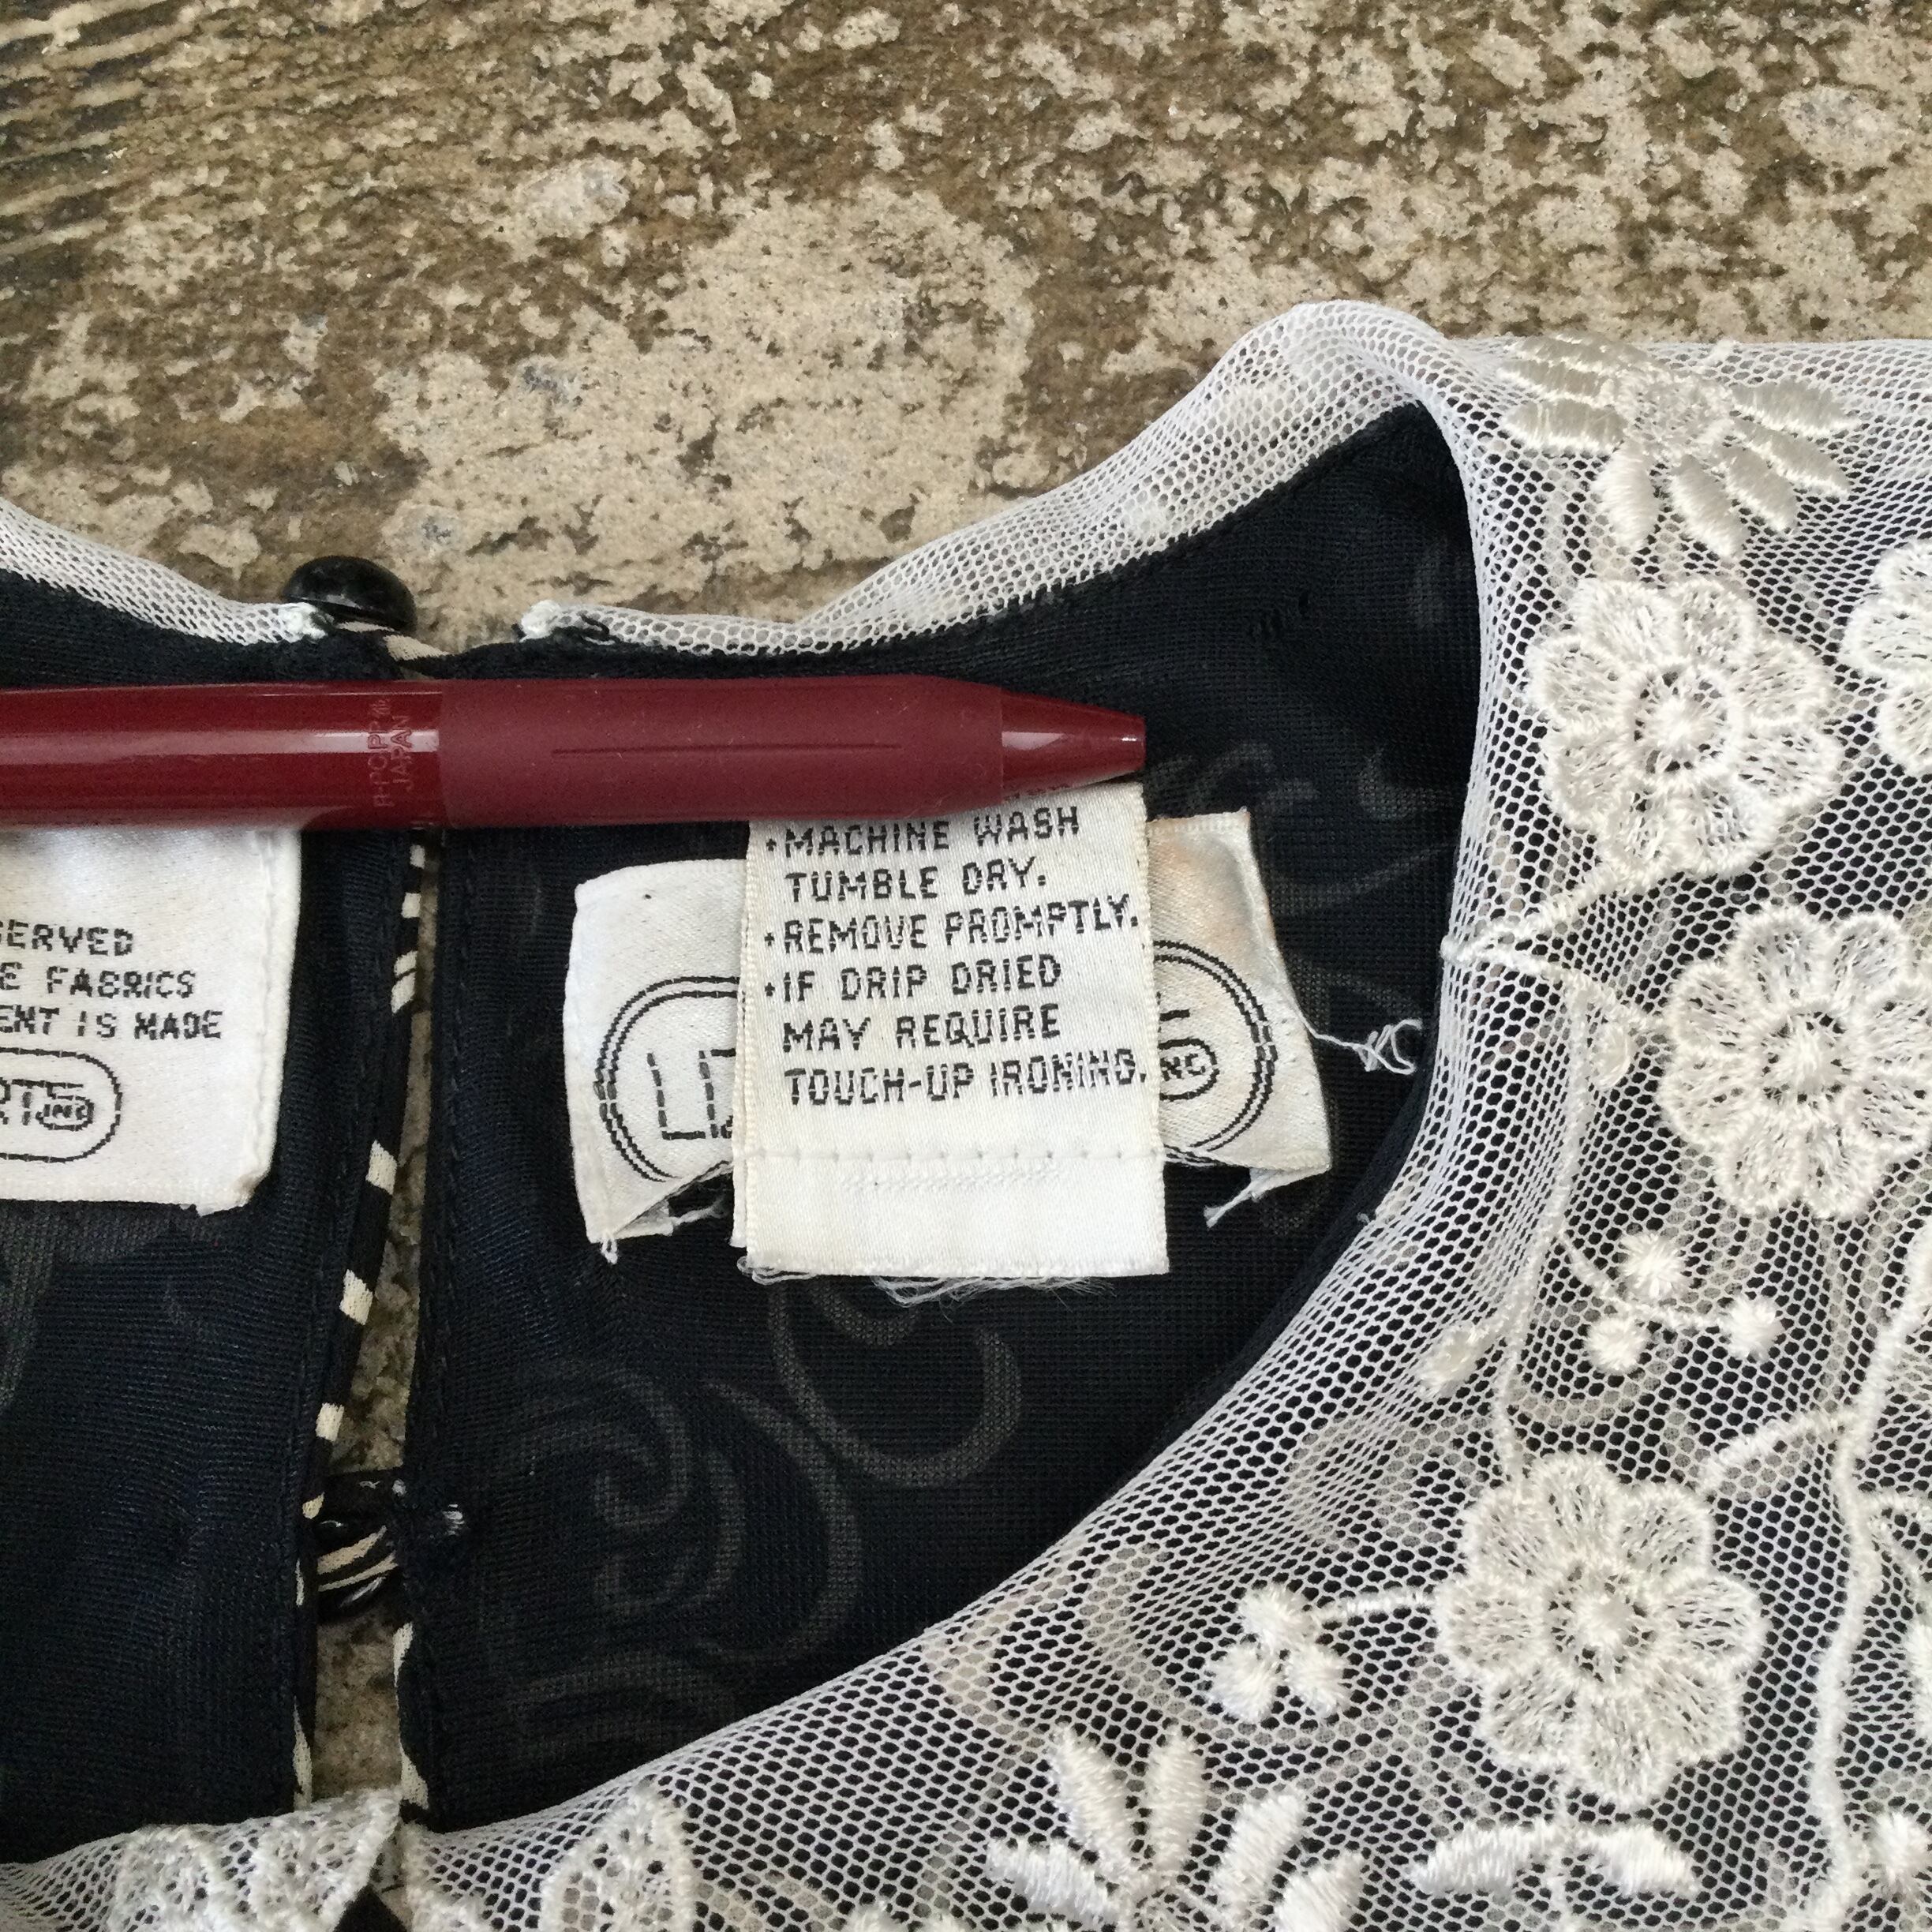 R·POP
JAPAN
•MACHINE WASH
TUMBLE DRY.
•REMOVE PROMPTLY.
•IF DRIP DRIED
MAY REQUIRE
TOUCH-UP IRONING.
SERVED
E FABRICS
ENT IS MADE
INC
LI
NC